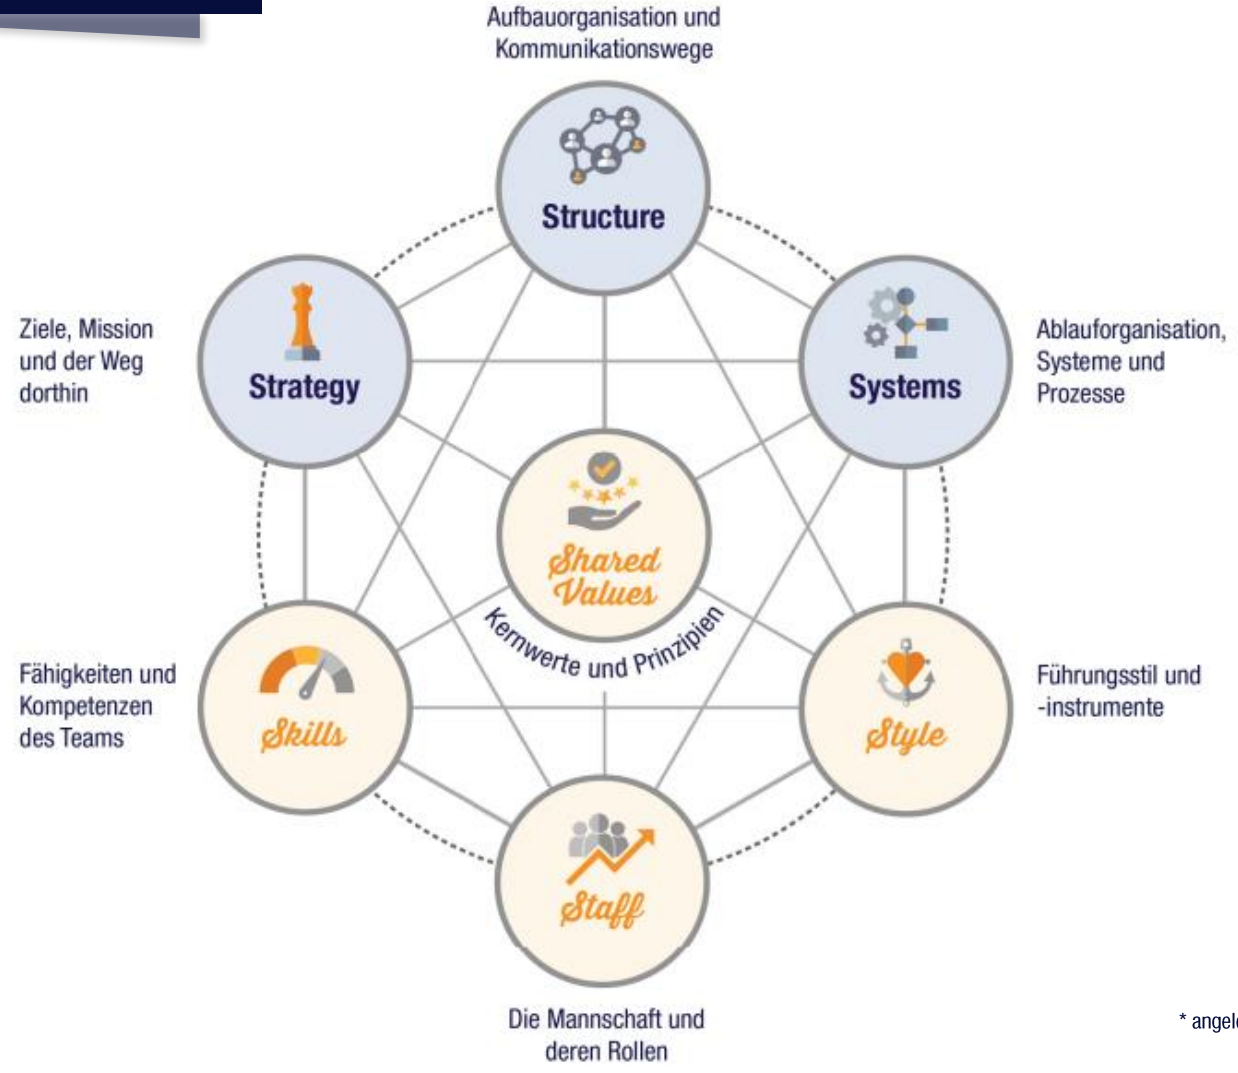 Aufbauorganisation und
Kommunikationswege
Structure
Ziele, Mission
und der Weg
dorthin
Strategy
Systems
Ablauforganisation,
Systeme und
Prozesse
Shared
Values
Kernwerte und Prinzipien
Fähigkeiten und
Kompetenzen
des Teams
Skills
Style
Führungsstil und
-instrumente
Staff
Die Mannschaft und
deren Rollen
*